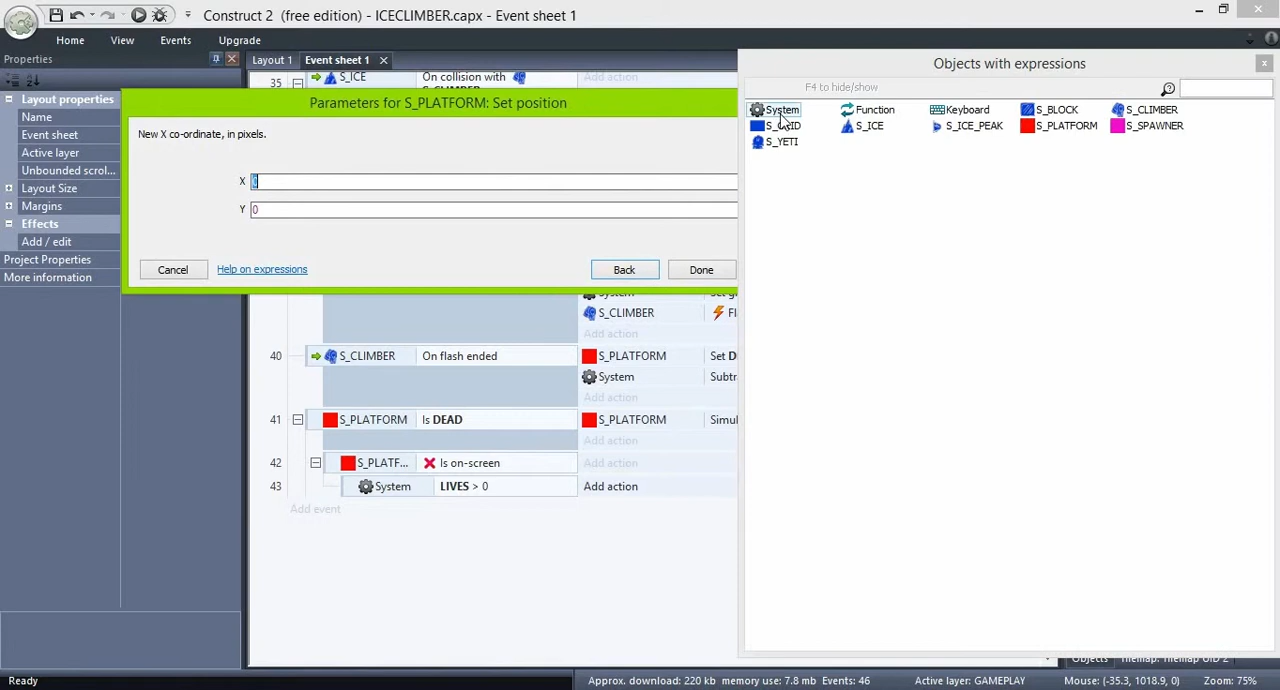 Construct 2 (free edition) - ICECLIMBER.capx - Event sheet 1
Home View Events Upgrade
Properties
Layout 1 Event sheet 1
Objects with expressions
F4 to hide/show
Layout properties
Name
Event sheet
Active layer
Unbounded scrol...
Layout Size
Margins
Effects
Add / edit
Project Properties
More information
35 S_ICE On collision with Add action
Parameters for S_PLATFORM: Set position
New X co-ordinate, in pixels.
X
Y 0
Cancel Help on expressions Back Done
System Function Keyboard S_BLOCK S_CLIMBER
S_ICE S_ICE_PEAK S_PLATFORM S_SPAWNER
S_YETI
S_CLIMBER Fl
Add action
40 S_CLIMBER On flash ended S_PLATFORM Set D
System Subtr
Add action
41 S_PLATFORM Is DEAD S_PLATFORM Simul
Add action
42 S_PLATF... Is on-screen Add action
43 System LIVES > 0 Add action
Add event
Ready Approx. download: 220 kb memory use: 7.8 mb Events: 46 Active layer: GAMEPLAY Mouse: (-35.3, 1018.9, 0) Zoom: 75%